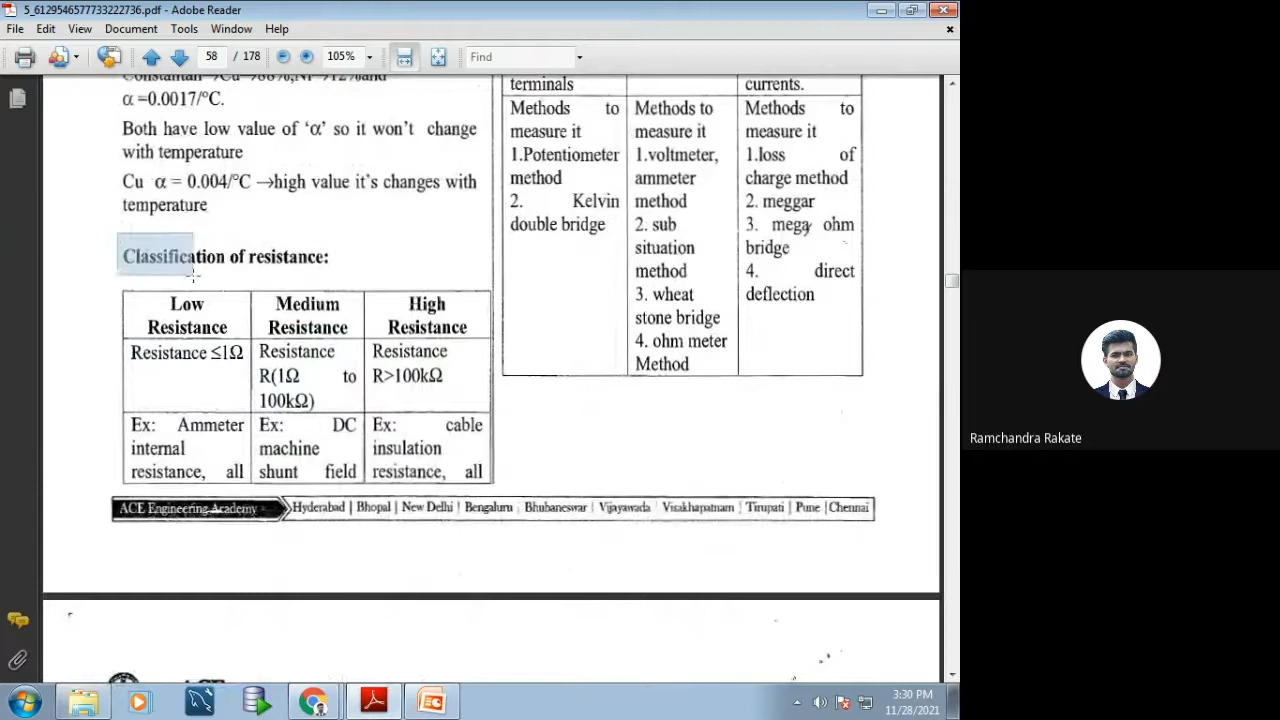 5_6129546577733222736.pdf - Adobe Reader
File Edit View Document Tools Window Help
58 / 178 105% Find
Constantan→Cu→88%,Ni→12%and
α =0.0017/°C.
Both have low value of ‘α’ so it won’t change
with temperature
Cu α = 0.004/°C →high value it’s changes with
temperature
Classification of resistance:
Low
Resistance
Medium
Resistance
High
Resistance
Resistance ≤1Ω
Resistance
R(1Ω to
100kΩ)
Resistance
R>100kΩ
Ex: Ammeter
internal
resistance, all
Ex: DC
machine
shunt field
Ex: cable
insulation
resistance, all
terminals
currents.
Methods to
measure it
1.Potentiometer
method
2. Kelvin
double bridge
Methods to
measure it
1.voltmeter,
ammeter
method
2. sub
situation
method
3. wheat
stone bridge
4. ohm meter
Method
Methods to
measure it
1.loss of
charge method
2. meggar
3. mega ohm
bridge
4. direct
deflection
ACE Engineering Academy Hyderabad | Bhopal | New Delhi | Bengaluru | Bhubaneswar | Vijayawada | Visakhapatnam | Tirupati | Pune | Chennai
ACE
Ramchandra Rakate
3:30 PM
11/28/2021